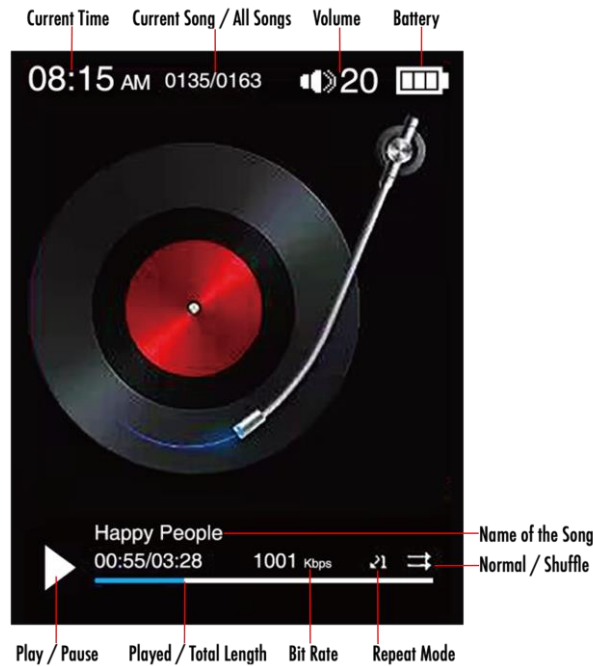 Current Time Current Song / All Songs Volume Battery
08:15 AM 0135/0163 20
Happy People
Name of the Song
00:55/03:28 1001 Kbps
Normal / Shuffle
Play / Pause Played / Total Length Bit Rate Repeat Mode